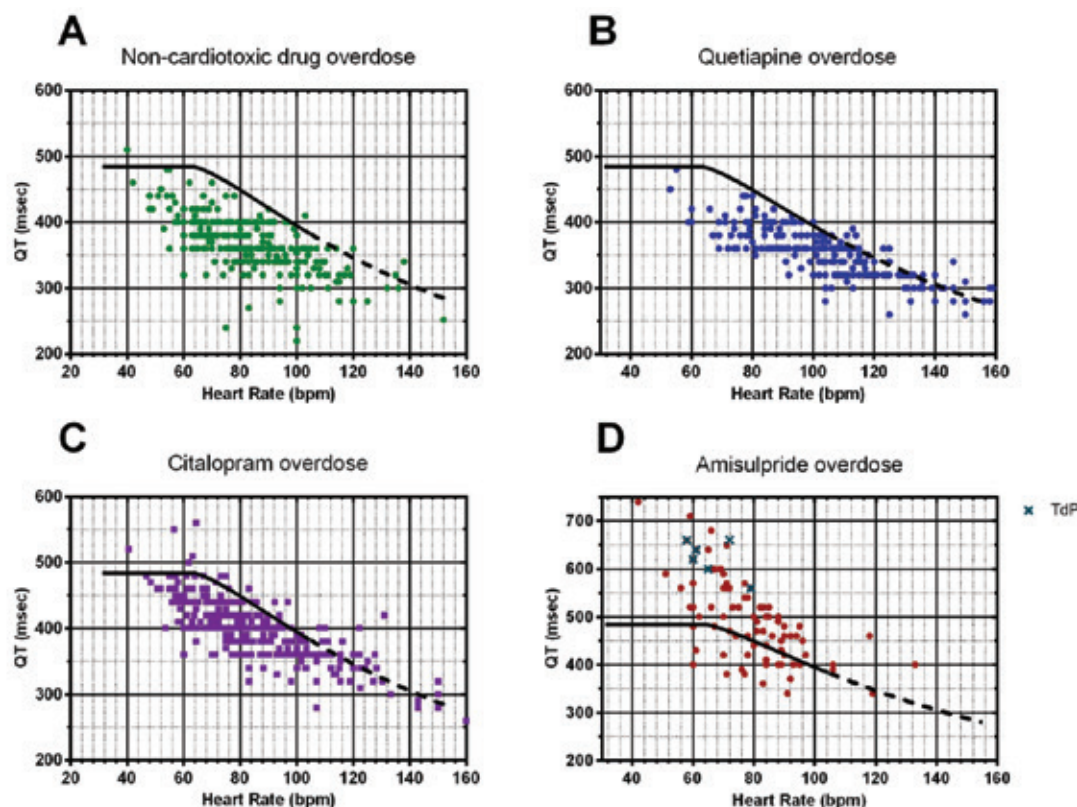 A
Non-cardiotoxic drug overdose
600
500
400
300
200
QT (msec)
20 40 60 80 100 120 140 160
Heart Rate (bpm)
B
Quetiapine overdose
600
500
400
300
200
QT (msec)
40 60 80 100 120 140 160
Heart Rate (bpm)
C
Citalopram overdose
600
500
400
300
200
QT (msec)
20 40 60 80 100 120 140 160
Heart Rate (bpm)
D
Amisulpride overdose
700
600
500
400
300
200
QT (msec)
40 60 80 100 120 140 160
Heart Rate (bpm)
TdP